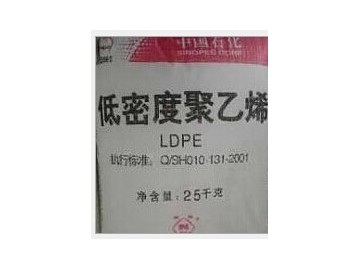 中国石化
SINOPEC CORP.
低密度聚乙烯
LDPE
执行标准：Q/SH010·131-2001
净含量：25千克